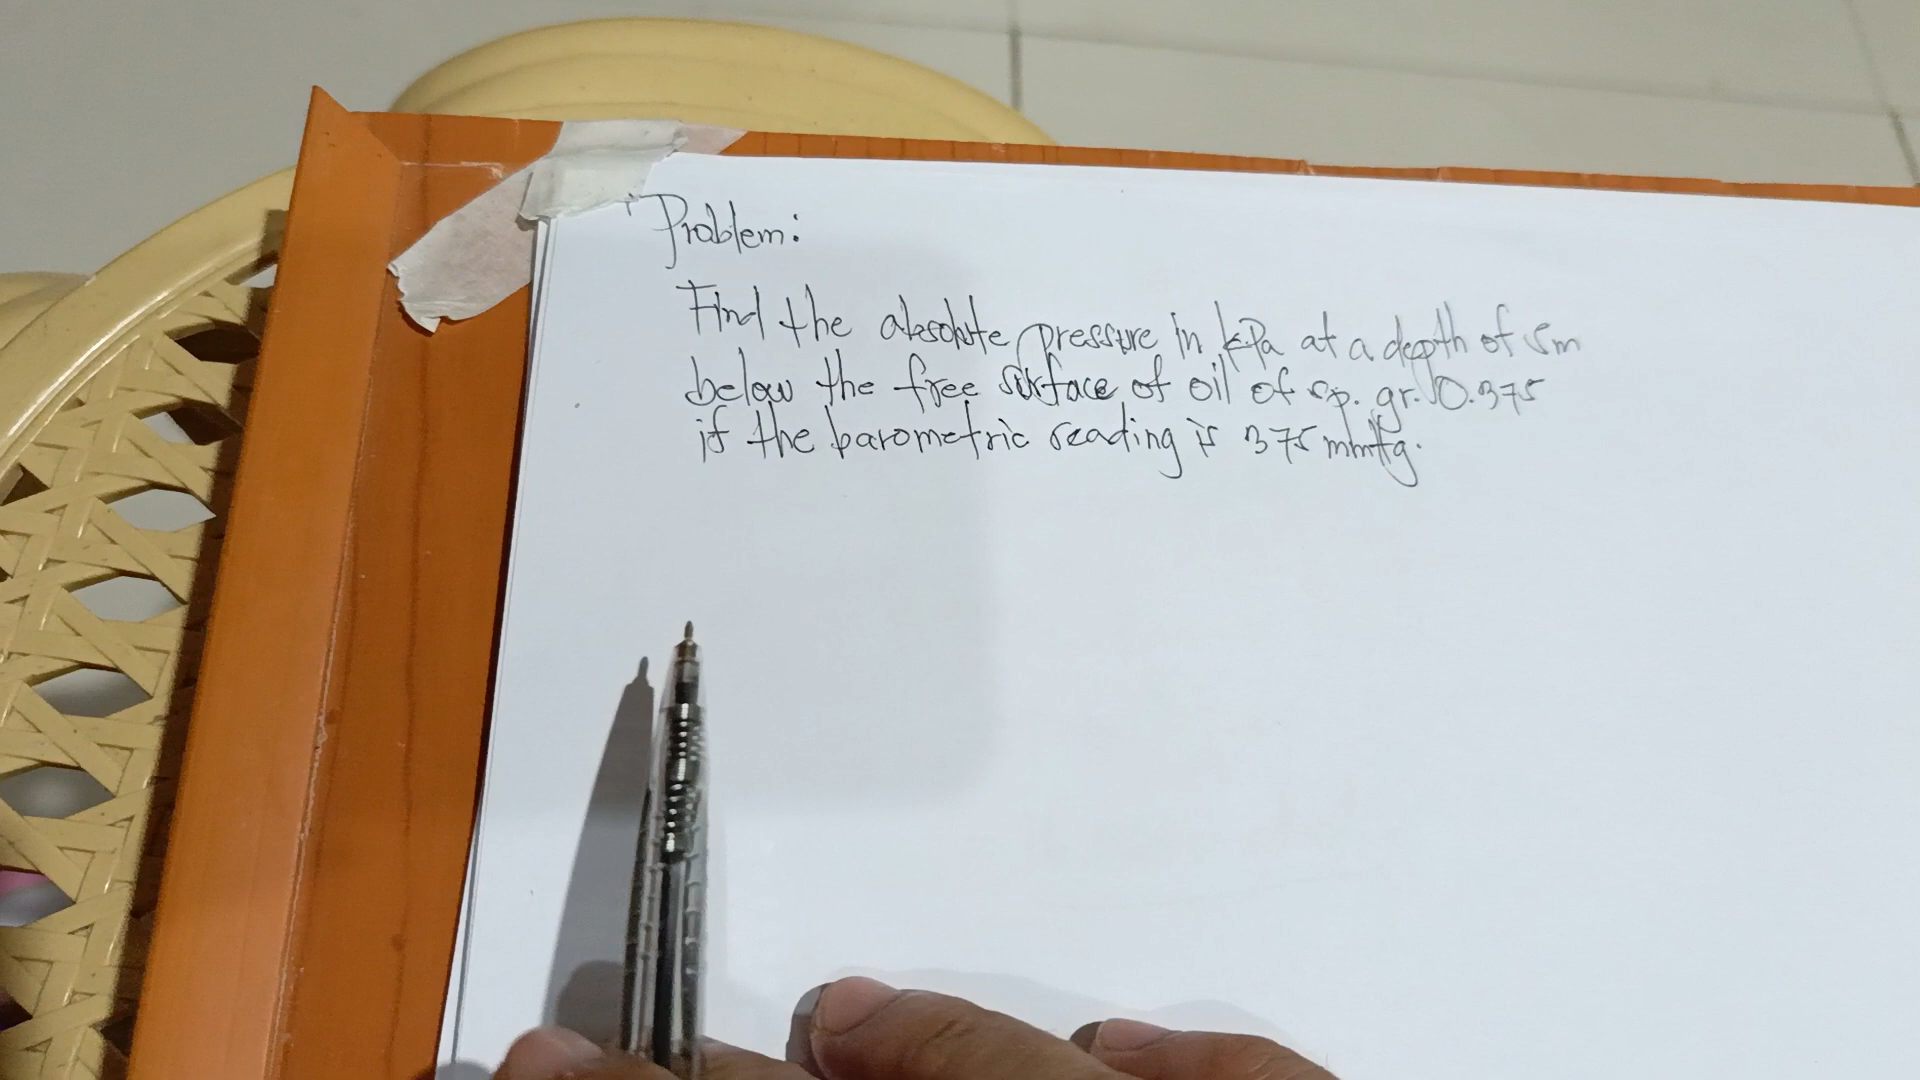 Problem:
Find the absolute pressure in kPa at a depth of 5m
below the free surface of oil of sp. gr. 0.375
if the barometric reading is 375 mmHg.